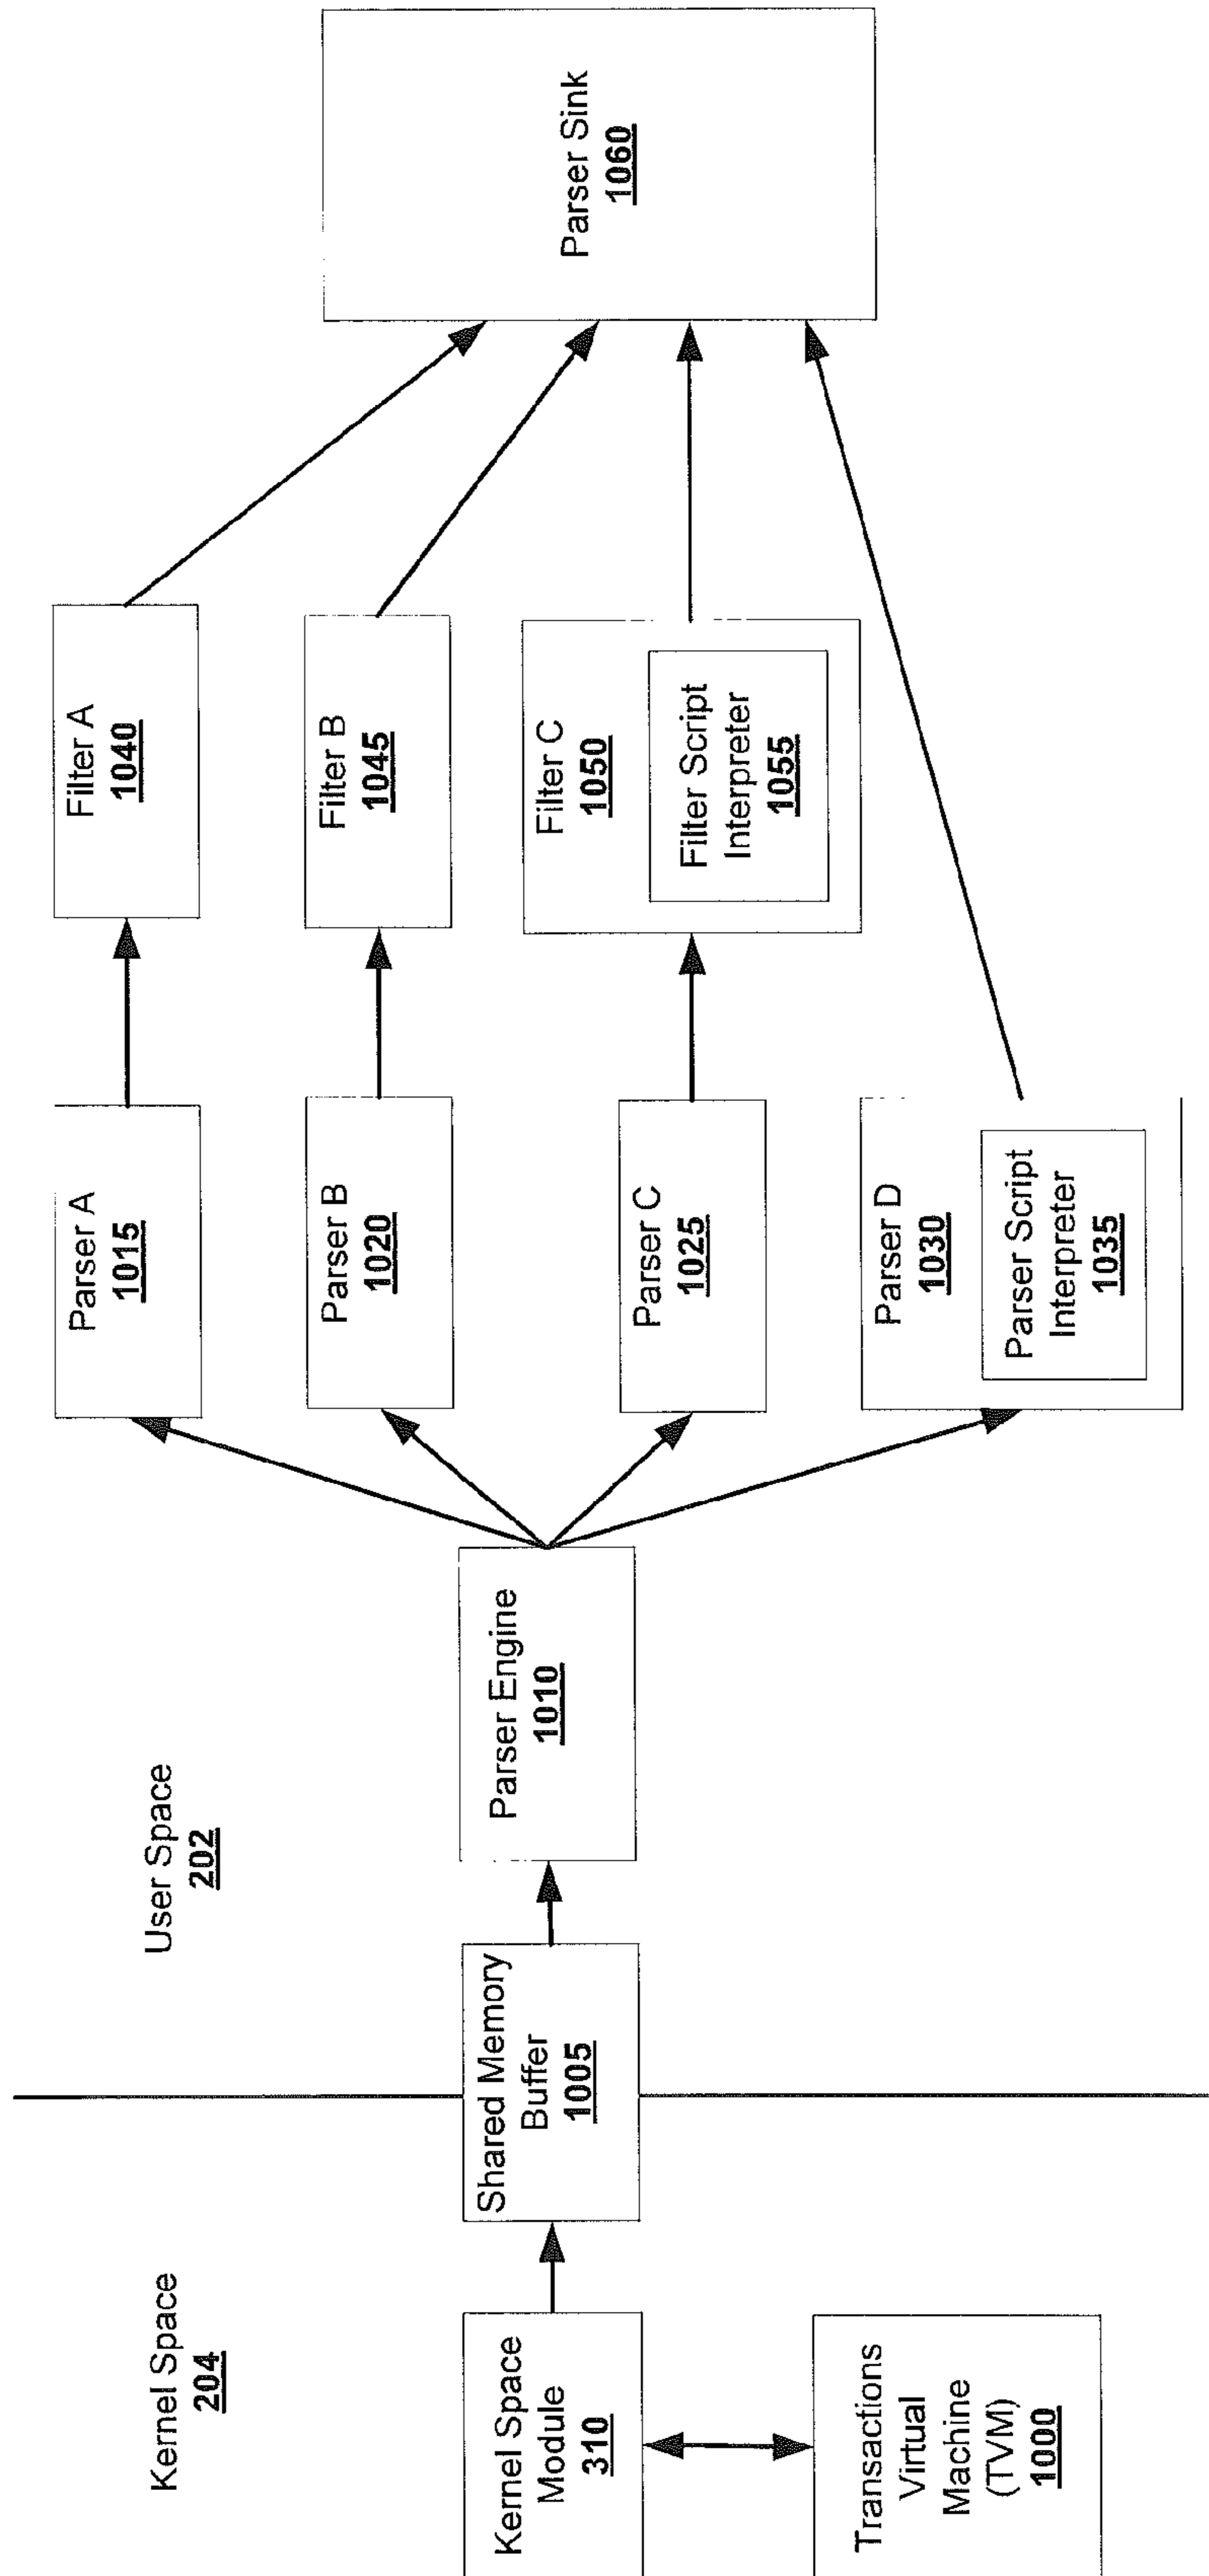 Kernel Space
204
User Space
202
Kernel Space
Module
310
Transactions
Virtual
Machine
(TVM)
1000
Shared Memory
Buffer
1005
Parser Engine
1010
Parser A
1015
Parser B
1020
Parser C
1025
Parser D
1030
Parser Script
Interpreter
1035
Filter A
1040
Filter B
1045
Filter C
1050
Filter Script
Interpreter
1055
Parser Sink
1060